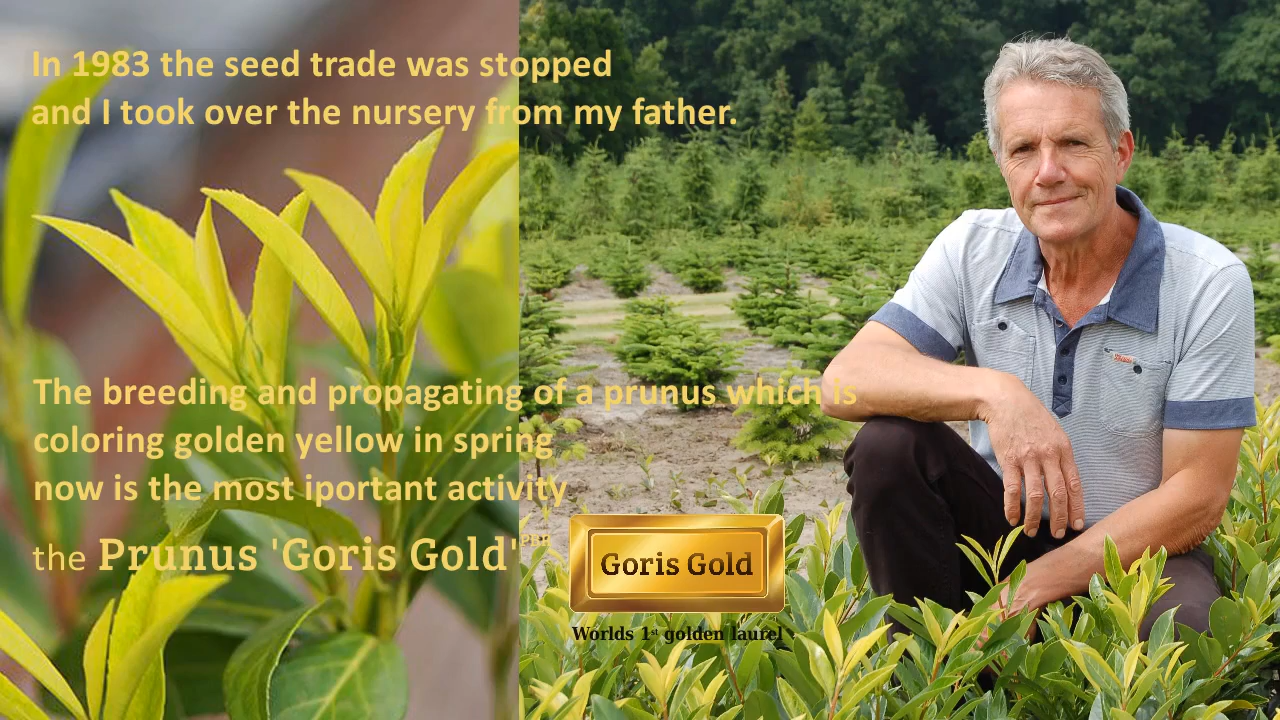 In 1983 the seed trade was stopped
and I took over the nursery from my father.
The breeding and propagating of a prunus which is
coloring golden yellow in spring
now is the most iportant activity
the Prunus 'Goris Gold'PBR
Goris Gold
Worlds 1st golden laurel